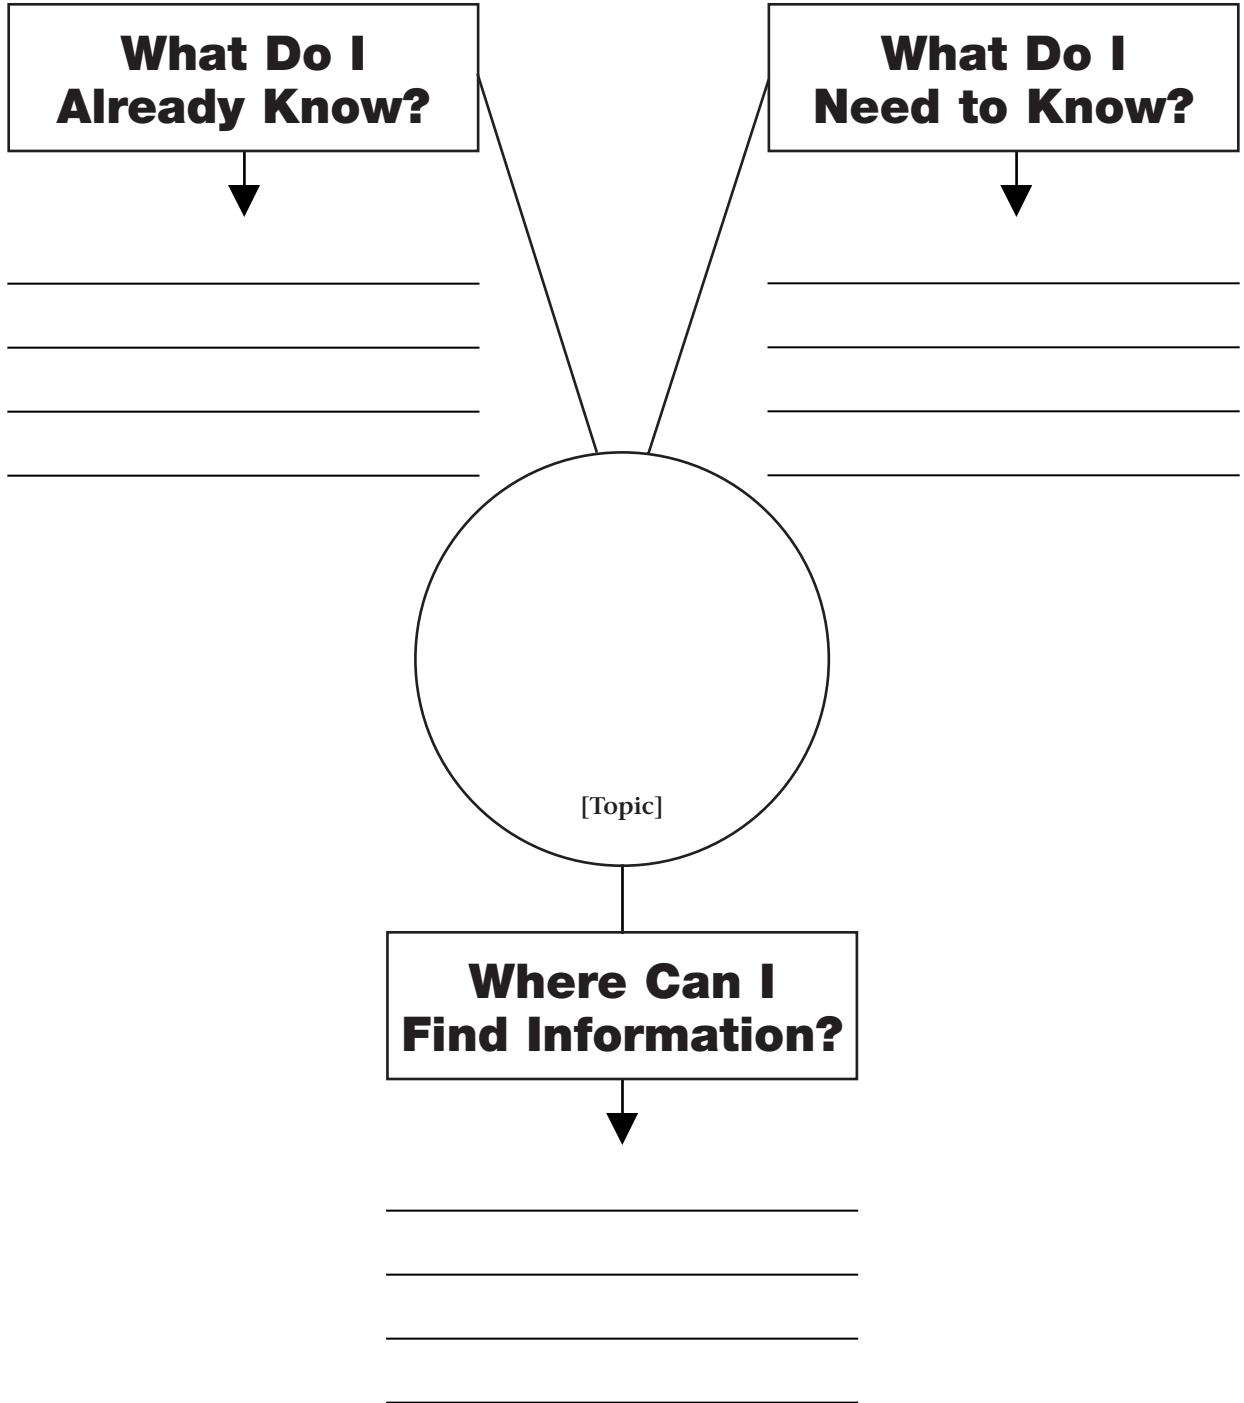 What Do I
Already Know?
What Do I
Need to Know?
[Topic]
Where Can I
Find Information?